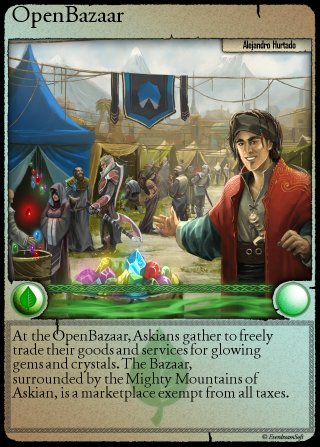 OpenBazaar
Alejandro Hurtado
At the OpenBazaar, Askians gather to freely
trade their goods and services for glowing
gems and crystals. The Bazaar,
surrounded by the Mighty Mountains of
Askian, is a marketplace exempt from all taxes.
© EverdreamSoft